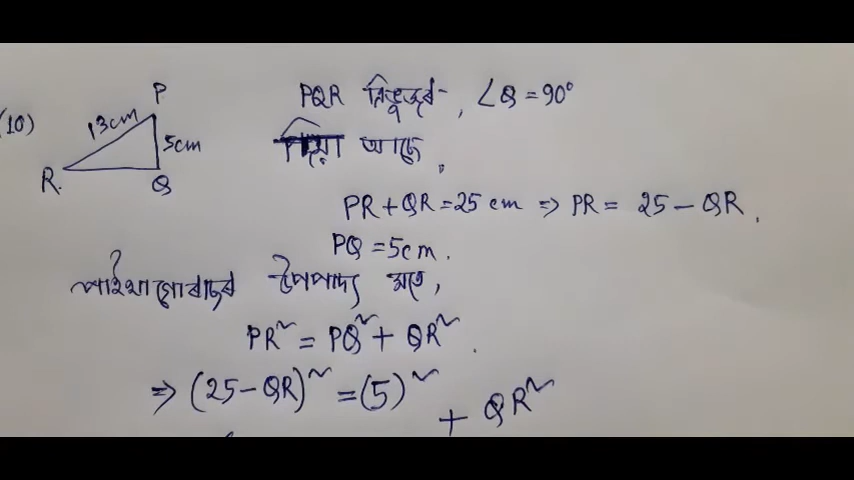 (10)
P
13cm
5cm
R.
Q
PQR ত্ৰিভূজৰ, ∠Q = 90°
দিয়া আছে,
PR + QR = 25 cm ⇒ PR = 25 − QR.
PQ = 5cm.
পাইথাগোৰাছৰ উপপাদ্য মতে,
PR² = PQ² + QR².
⇒ (25 − QR)² = (5)² + QR²